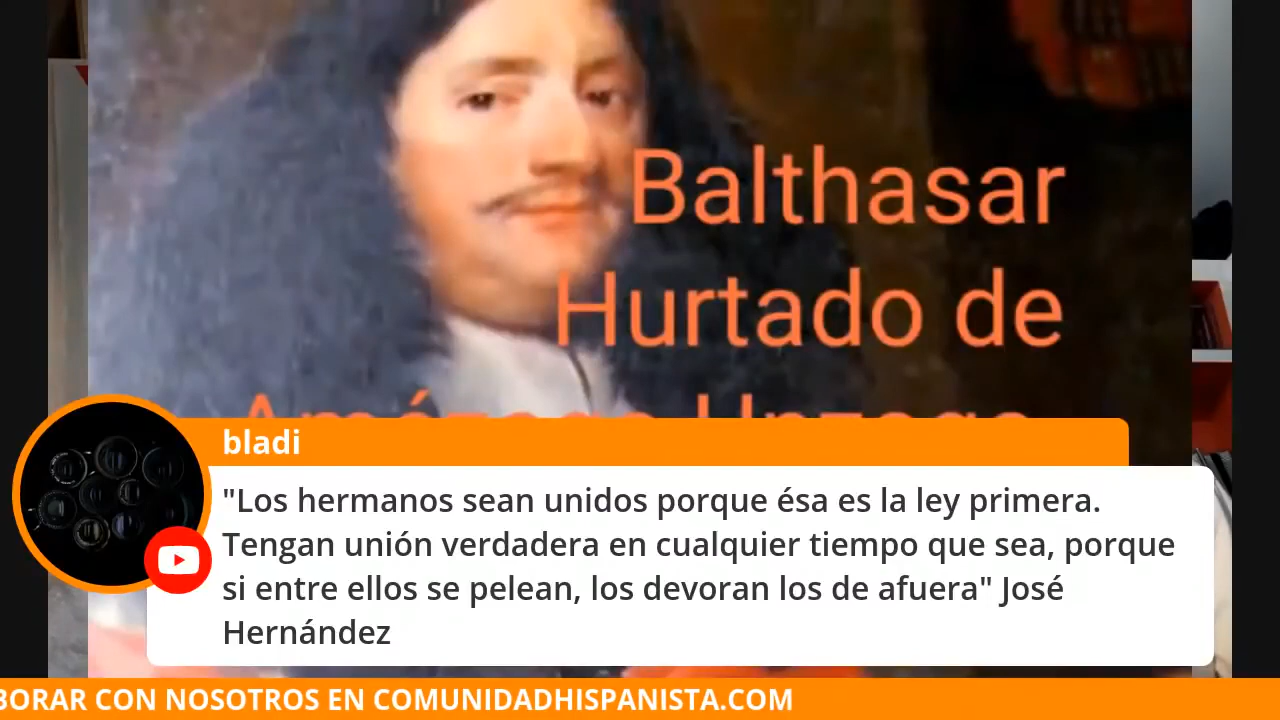 Balthasar
Hurtado de
bladi
"Los hermanos sean unidos porque ésa es la ley primera.
Tengan unión verdadera en cualquier tiempo que sea, porque
si entre ellos se pelean, los devoran los de afuera" José
Hernández
BORAR CON NOSOTROS EN COMUNIDADHISPANISTA.COM